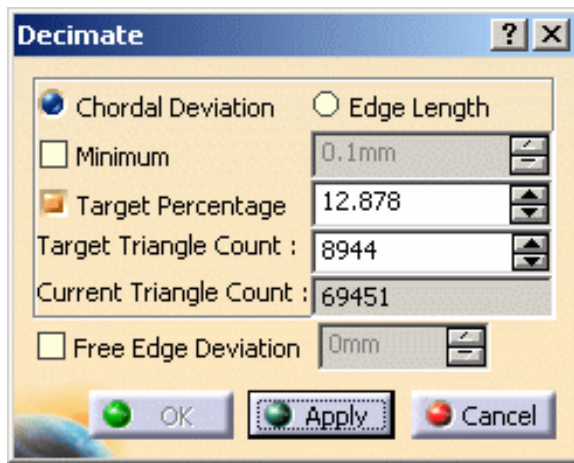 Decimate
Chordal Deviation Edge Length
Minimum 0.1mm
Target Percentage 12.878
Target Triangle Count : 8944
Current Triangle Count : 69451
Free Edge Deviation 0mm
OK Apply Cancel